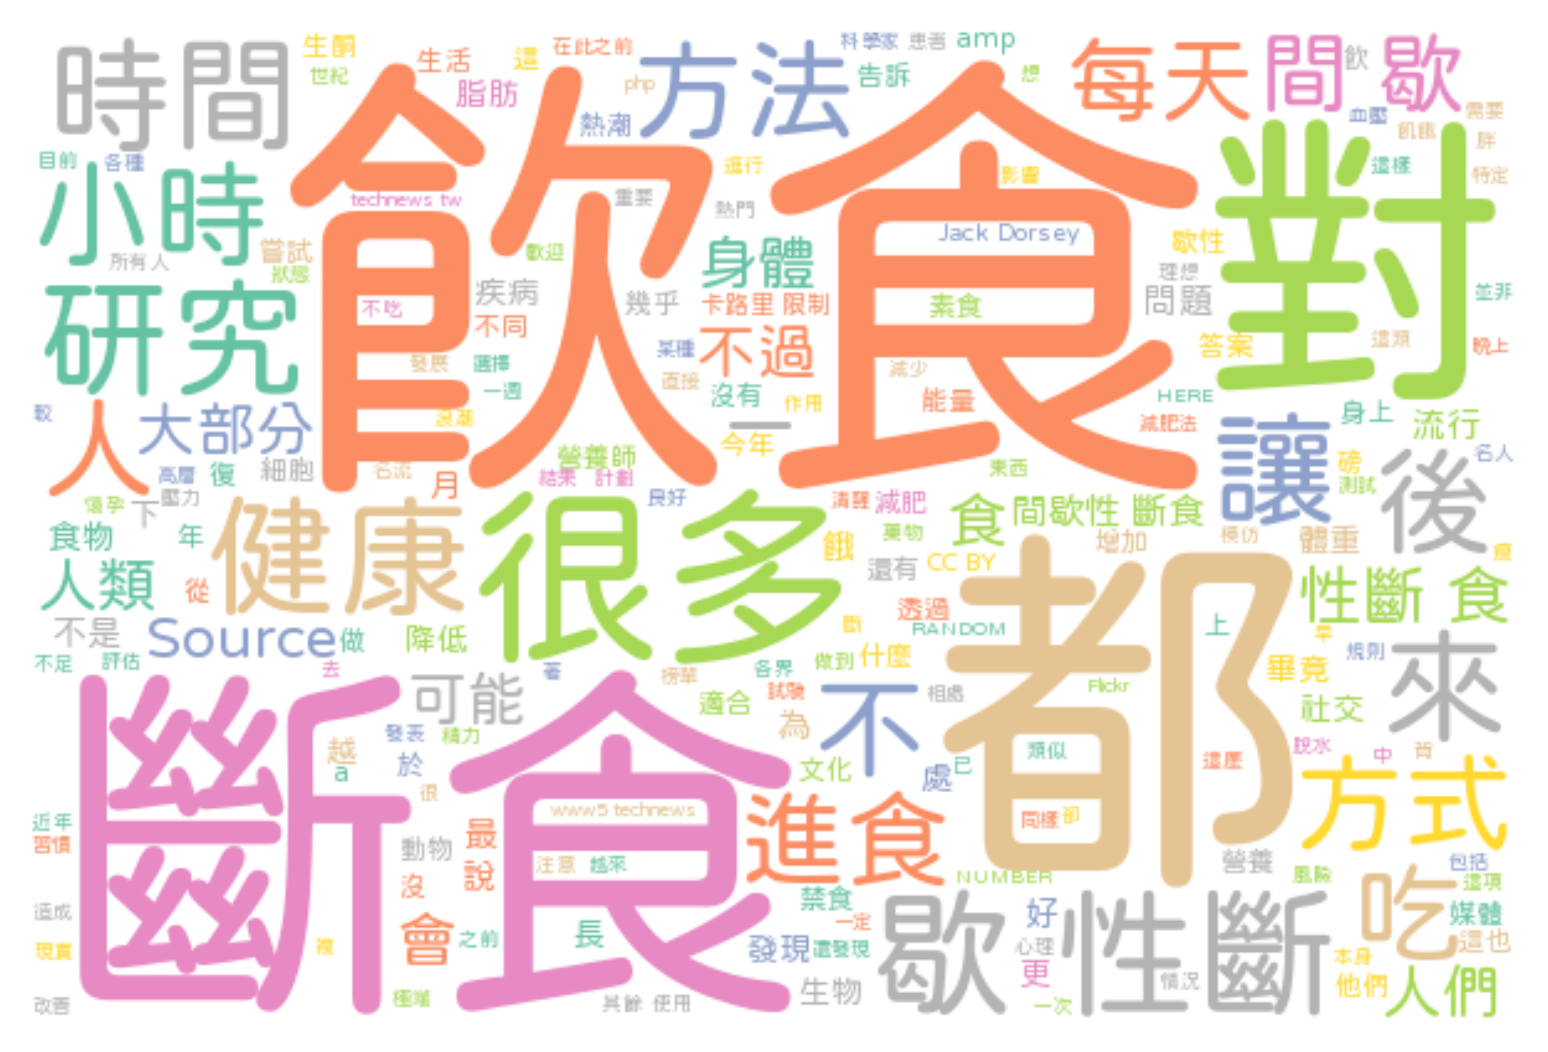 時間
生酮
世紀
生活
脂肪
這
在此之前
php
熱潮
方法
科學家
患者
amp
告訴
想
每天
間歇
飲
血壓
飢餓
需要
胖
目前
各種
小時
所有人
嘗試
狀態
technews tw
飲食
進行
重要
熱門
影響
Jack Dorsey
對
這樣
特定
歇性
理想
問題
並非
這類
晚上
答案
研究
歡迎
疾病
不吃
不同
幾乎
身體
卡路里 限制
素食
不過
某種
發展
選擇
一週
直接
沒有
減少
能量
作用
HERE
減肥法
較
人
大部分
高層
復
細胞
名流
浪潮
月
營養師
結果
計劃
一
今年
東西
讓
身上
流行
磅
測試
名人
後
懷孕
下
壓力
食物
年
健康
很多
良好
清醒
減肥
藥物
餓
食
間歇性 斷食
還有
CC BY
增加
模仿
體重
瘦
人類
從
不是
Source
做
降低
不足
評估
去
著
透過
RANDOM
斷
做到
什麼
各界
榜單
試驗
適合
相處
都
上
Flickr
性斷 食
早
規則
畢竟
社交
來
斷食
可能
越
a
發表
精力
於
很
為
不
文化
處
已
類似
這麼
脫水
中
背
方式
近年
習慣
www5 technews
最
動物
說
沒
注意
越來
進食
同樣
卻
NUMBER
營養
風險
包括
這項
吃
媒體
這也
造成
現實
改善
會
之前
長
極端
其餘
使用
禁食
一定
發現
還發現
生物
歇性斷
好
心理
更
一次
情況
本身
他們
人們